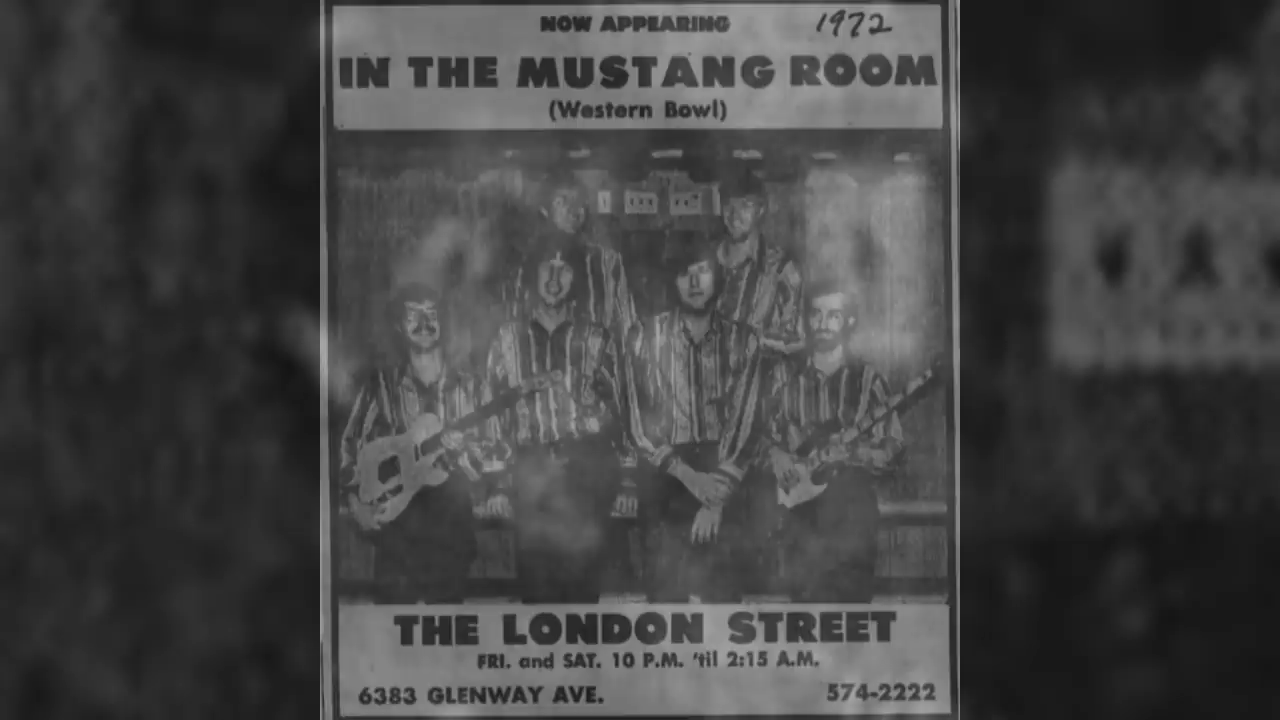 NOW APPEARING 1972
IN THE MUSTANG ROOM
(Western Bowl)
THE LONDON STREET
FRI. and SAT. 10 P.M. 'til 2:15 A.M.
6383 GLENWAY AVE. 574-2222